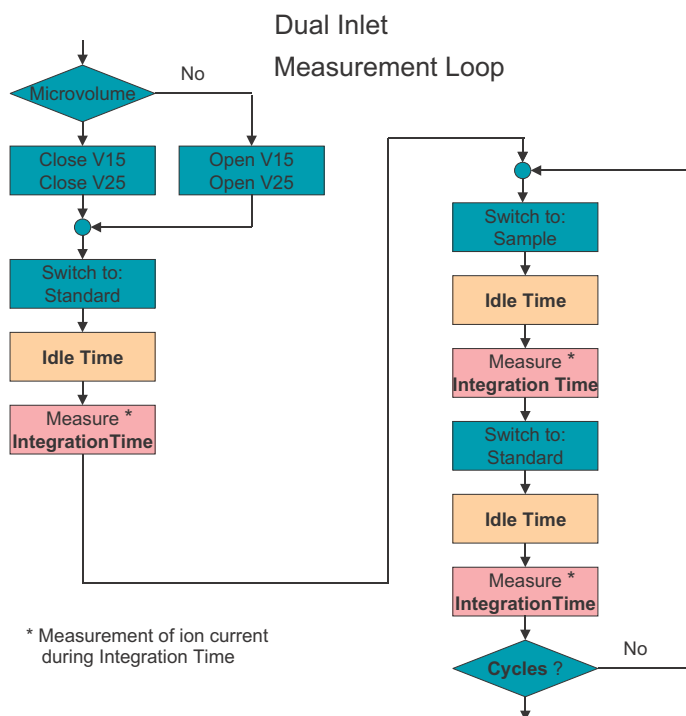 Dual Inlet
Measurement Loop
Microvolume
No
Close V15
Close V25
Open V15
Open V25
Switch to:
Standard
Idle Time
Measure *
IntegrationTime
* Measurement of ion current
during Integration Time
Switch to:
Sample
Idle Time
Measure *
Integration Time
Switch to:
Standard
Idle Time
Measure *
IntegrationTime
Cycles ?
No